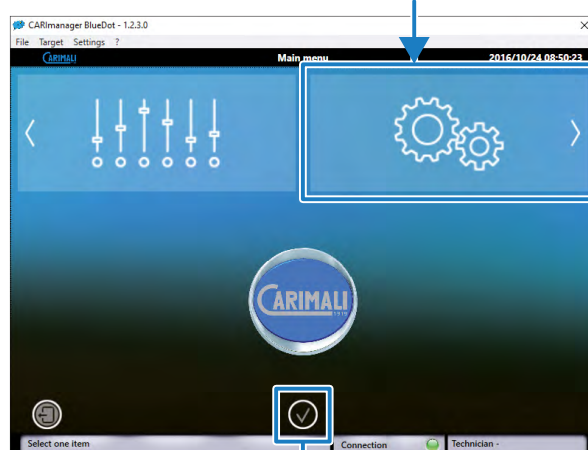 CARImanager BlueDot - 1.2.3.0
File Target Settings ?
CARIMALI Main menu 2016/10/24 08:50:23
CARIMALI
Select one item Connection Technician -